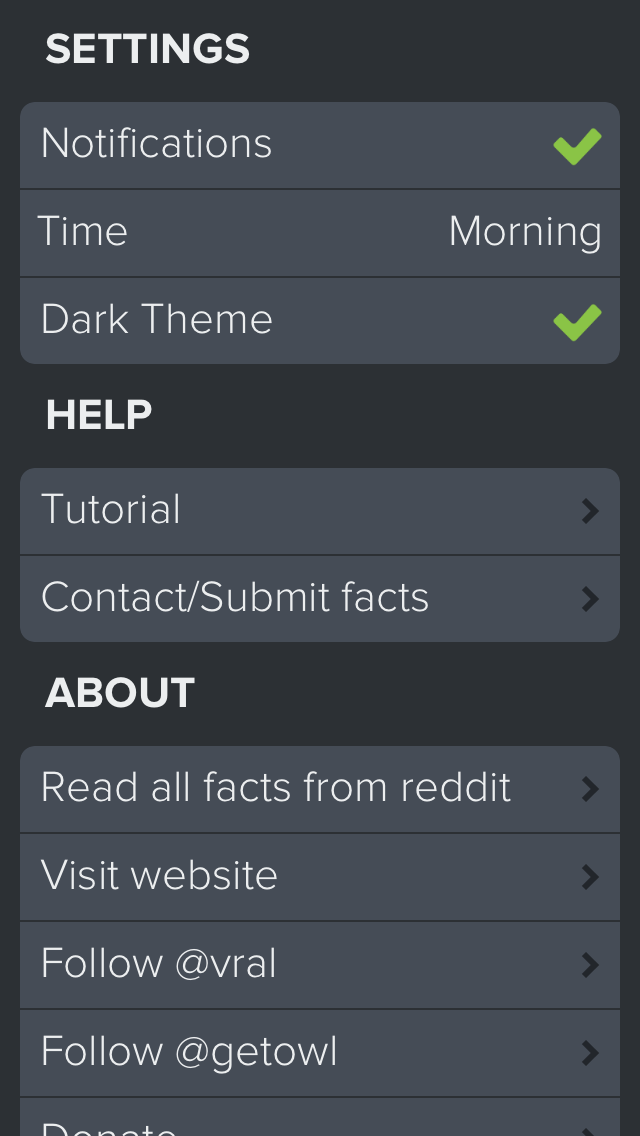 SETTINGS
Notifications
Time Morning
Dark Theme
HELP
Tutorial
Contact/Submit facts
ABOUT
Read all facts from reddit
Visit website
Follow @vral
Follow @getowl
Donate